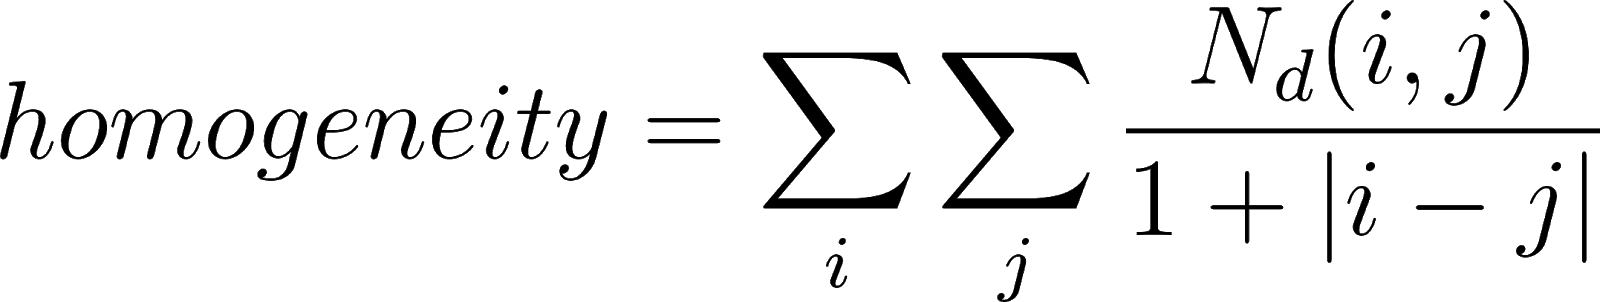 homogeneity = \sum_{i} \sum_{j} \frac{N_d(i, j)}{1 + |i - j|}